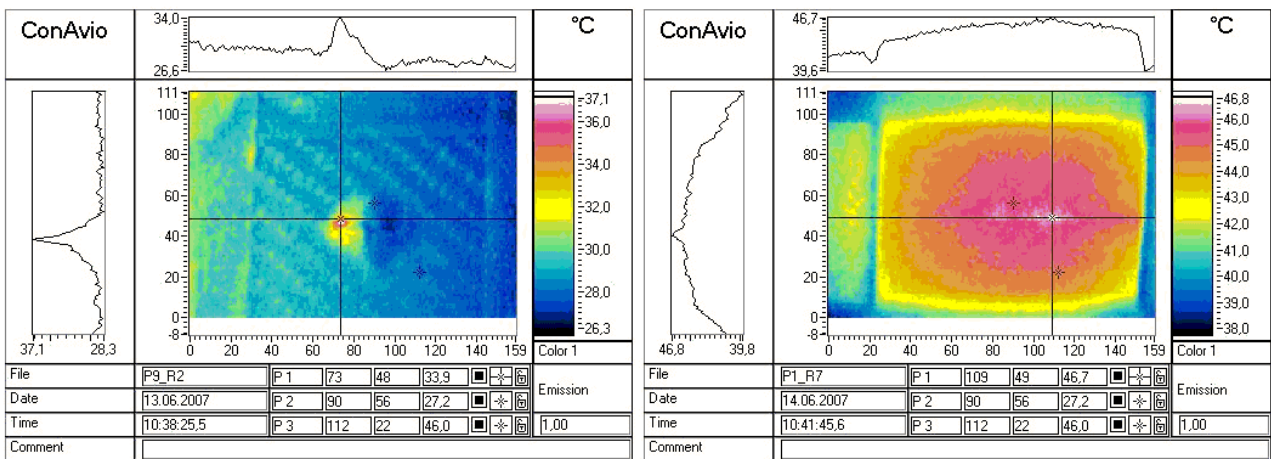 ConAvio
34,0
26,6
°C
111
100
80
60
40
20
0
-8
37,1
36,0
34,0
32,0
30,0
28,0
26,3
37,1 28,3
0 20 40 60 80 100 120 140 159
Color 1
File P9_R2 P 1 73 48 33,9
Emission
Date 13.06.2007 P 2 90 56 27,2
Time 10:38:25,5 P 3 112 22 46,0 1,00
Comment
ConAvio
46,7
39,6
°C
111
100
80
60
40
20
0
-8
46,8
46,0
45,0
44,0
43,0
42,0
41,0
40,0
39,0
38,0
46,8 39,8
0 20 40 60 80 100 120 140 159
Color 1
File P1_R7 P 1 109 49 46,7
Emission
Date 14.06.2007 P 2 90 56 27,2
Time 10:41:45,6 P 3 112 22 46,0 1,00
Comment